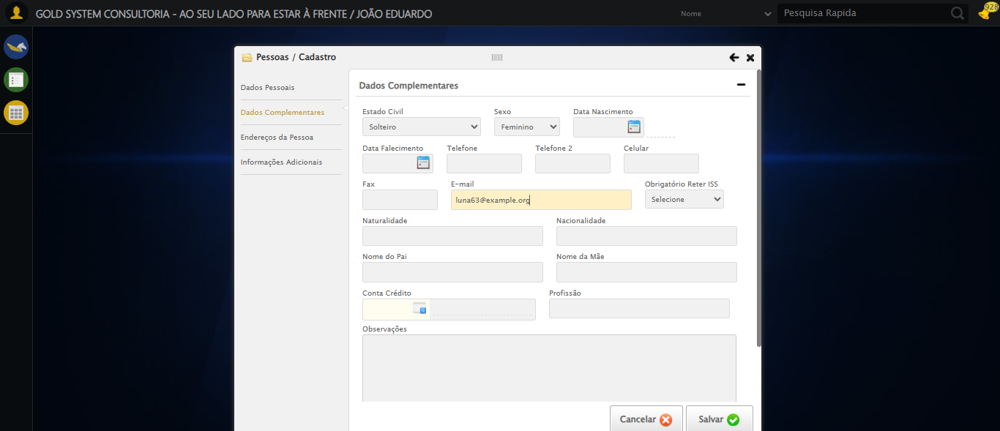 GOLD SYSTEM CONSULTORIA - AO SEU LADO PARA ESTAR À FRENTE / JOÃO EDUARDO
Nome
Pesquisa Rapida
928
Pessoas / Cadastro
Dados Pessoais
Dados Complementares
Endereços da Pessoa
Informações Adicionais
Dados Complementares
Estado Civil Sexo Data Nascimento
Solteiro Feminino
Data Falecimento Telefone Telefone 2 Celular
Fax E-mail Obrigatório Reter ISS
luna63@example.org Selecione
Naturalidade Nacionalidade
Nome do Pai Nome da Mãe
Conta Crédito Profissão
Observações
Cancelar Salvar